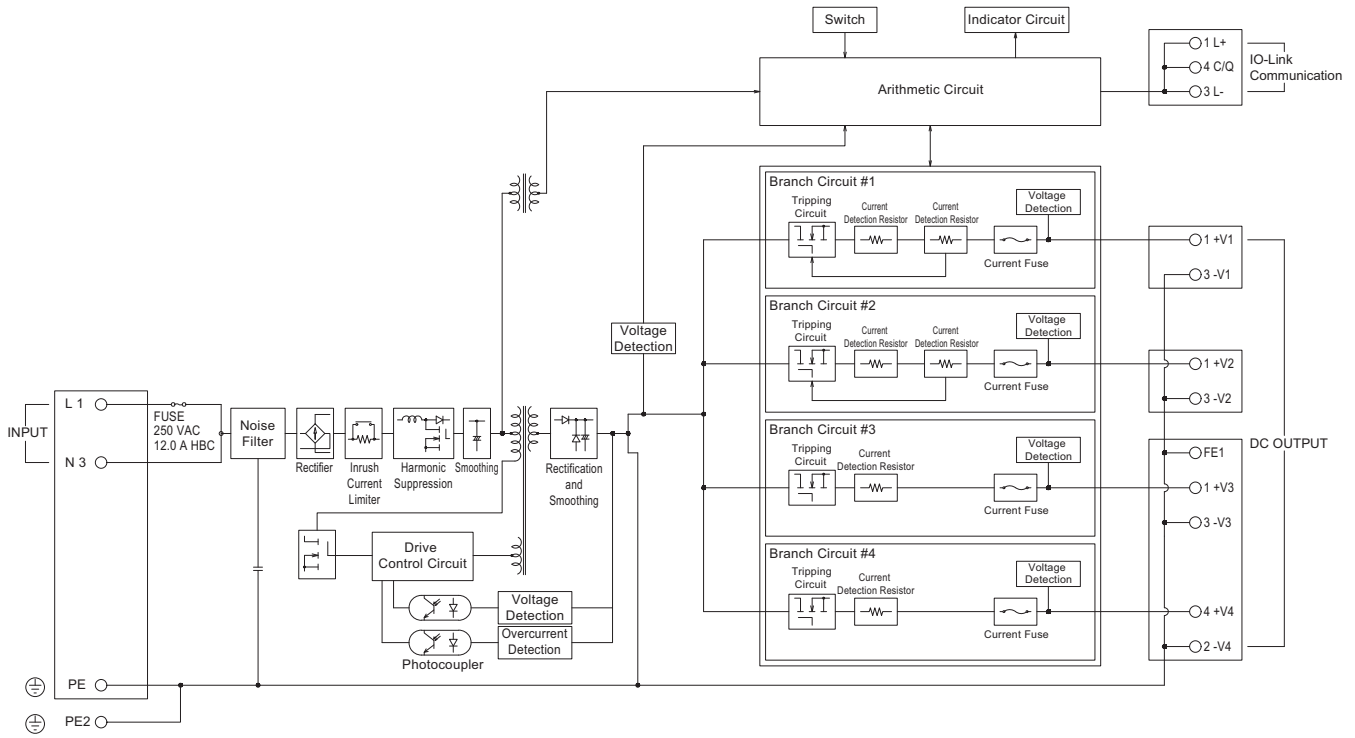 Switch
Indicator Circuit
1 L+
4 C/Q
3 L-
IO-Link
Communication
Arithmetic Circuit
Branch Circuit #1
Tripping
Circuit
Current
Detection Resistor
Current
Detection Resistor
Voltage
Detection
Current Fuse
1 +V1
3 -V1
Branch Circuit #2
Tripping
Circuit
Current
Detection Resistor
Current
Detection Resistor
Voltage
Detection
Current Fuse
1 +V2
3 -V2
Voltage
Detection
INPUT
L 1
N 3
FUSE
250 VAC
12.0 A HBC
Noise
Filter
Rectifier
Inrush
Current
Limiter
Harmonic
Suppression
Smoothing
Rectification
and
Smoothing
Branch Circuit #3
Tripping
Circuit
Current
Detection Resistor
Voltage
Detection
Current Fuse
FE1
1 +V3
3 -V3
DC OUTPUT
Drive
Control Circuit
Voltage
Detection
Overcurrent
Detection
Photocoupler
Branch Circuit #4
Tripping
Circuit
Current
Detection Resistor
Voltage
Detection
Current Fuse
4 +V4
2 -V4
PE
PE2